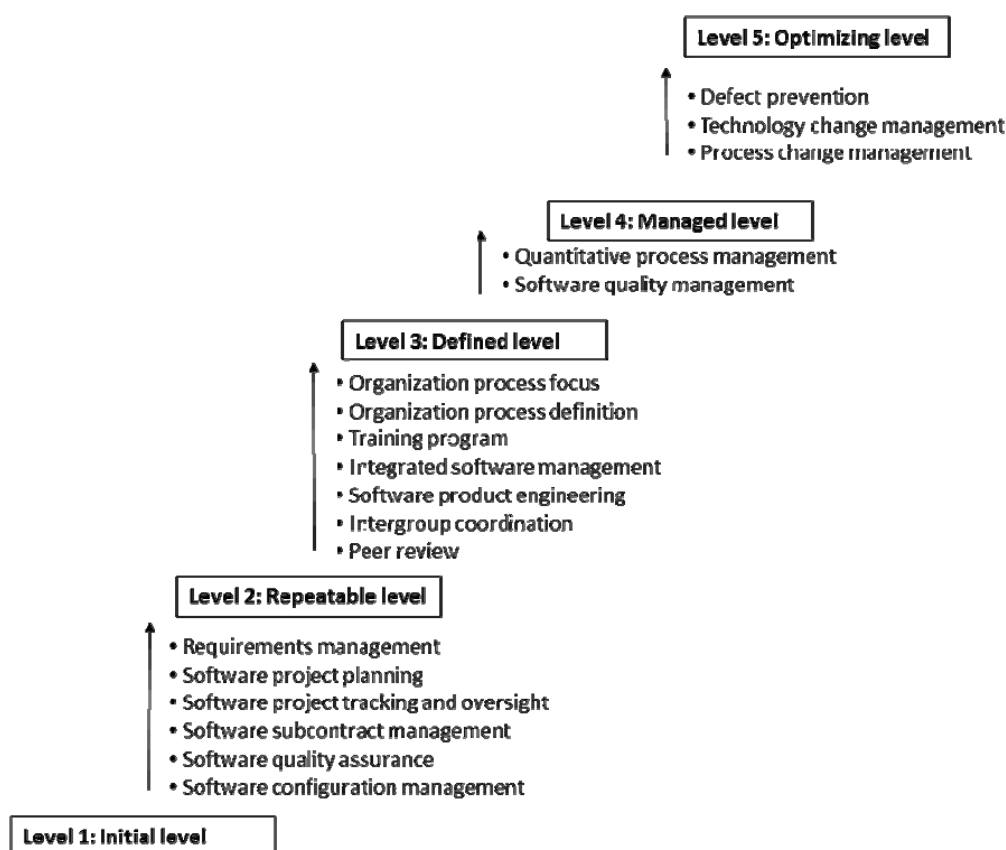 Level 5: Optimizing level
• Defect prevention
• Technology change management
• Process change management
Level 4: Managed level
• Quantitative process management
• Software quality management
Level 3: Defined level
• Organization process focus
• Organization process definition
• Training program
• Integrated software management
• Software product engineering
• Intergroup coordination
• Peer review
Level 2: Repeatable level
• Requirements management
• Software project planning
• Software project tracking and oversight
• Software subcontract management
• Software quality assurance
• Software configuration management
Level 1: Initial level